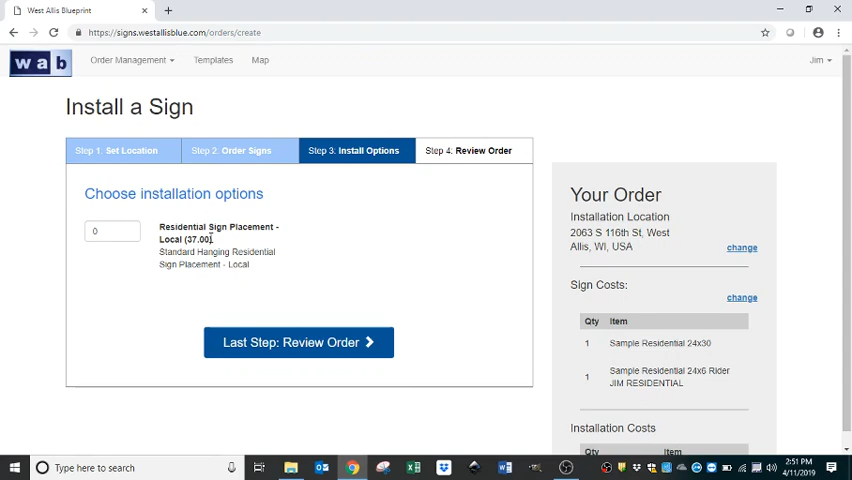 West Allis Blueprint
https://signs.westallisblue.com/orders/create
wab
Order Management
Templates
Map
Jim
Install a Sign
Step 1: Set Location
Step 2: Order Signs
Step 3: Install Options
Step 4: Review Order
Choose installation options
0
Residential Sign Placement -
Local (37.00)
Standard Hanging Residential
Sign Placement - Local
Last Step: Review Order
Your Order
Installation Location
2063 S 116th St, West
Allis, WI, USA
change
Sign Costs:
change
Qty Item
1 Sample Residential 24x30
1 Sample Residential 24x6 Rider
JIM RESIDENTIAL
Installation Costs
Qty Item
Type here to search
2:51 PM
4/11/2019